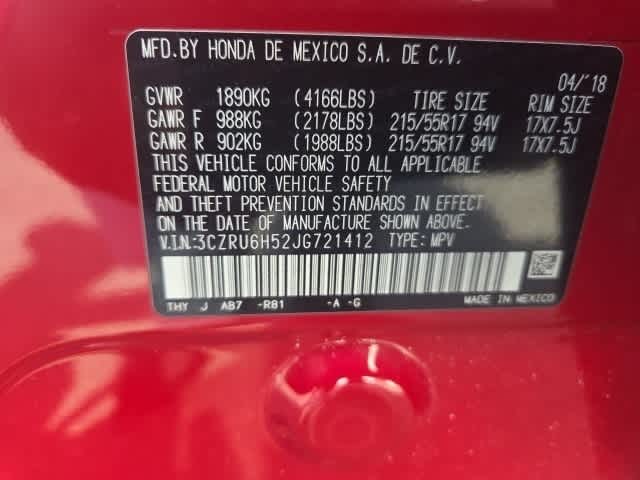 MFD.BY HONDA DE MEXICO S.A. DE C.V.
04/'18
GVWR 1890KG (4166LBS) TIRE SIZE RIM SIZE
GAWR F 988KG (2178LBS) 215/55R17 94V 17X7.5J
GAWR R 902KG (1988LBS) 215/55R17 94V 17X7.5J
THIS VEHICLE CONFORMS TO ALL APPLICABLE
FEDERAL MOTOR VEHICLE SAFETY
AND THEFT PREVENTION STANDARDS IN EFFECT
ON THE DATE OF MANUFACTURE SHOWN ABOVE.
V.I.N.:3CZRU6H52JG721412 TYPE: MPV
THY J AB7 -R81 -A -G MADE IN MEXICO